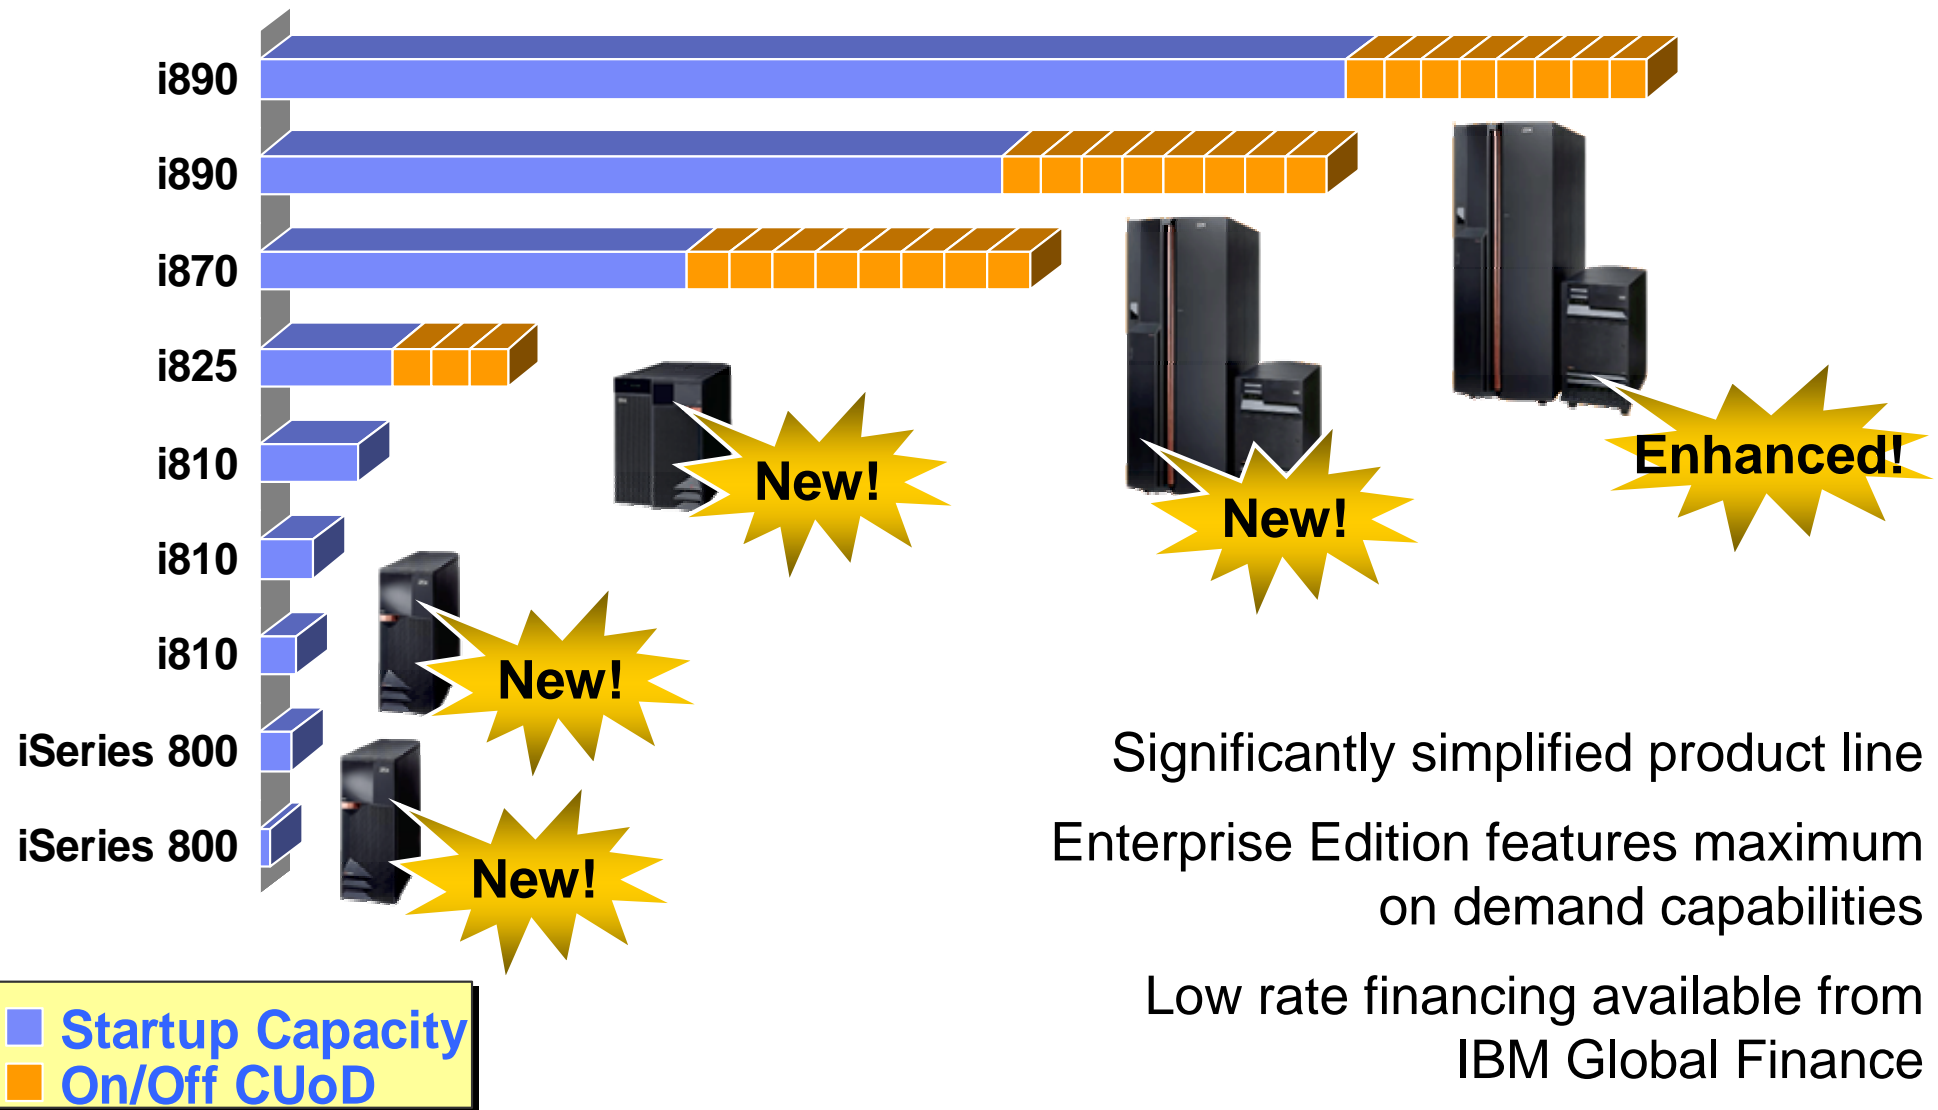 i890
i890
i870
i825
i810
i810
i810
iSeries 800
iSeries 800
Enhanced!
New!
New!
New!
New!
Significantly simplified product line
Enterprise Edition features maximum
on demand capabilities
Low rate financing available from
IBM Global Finance
Startup Capacity
On/Off CUoD